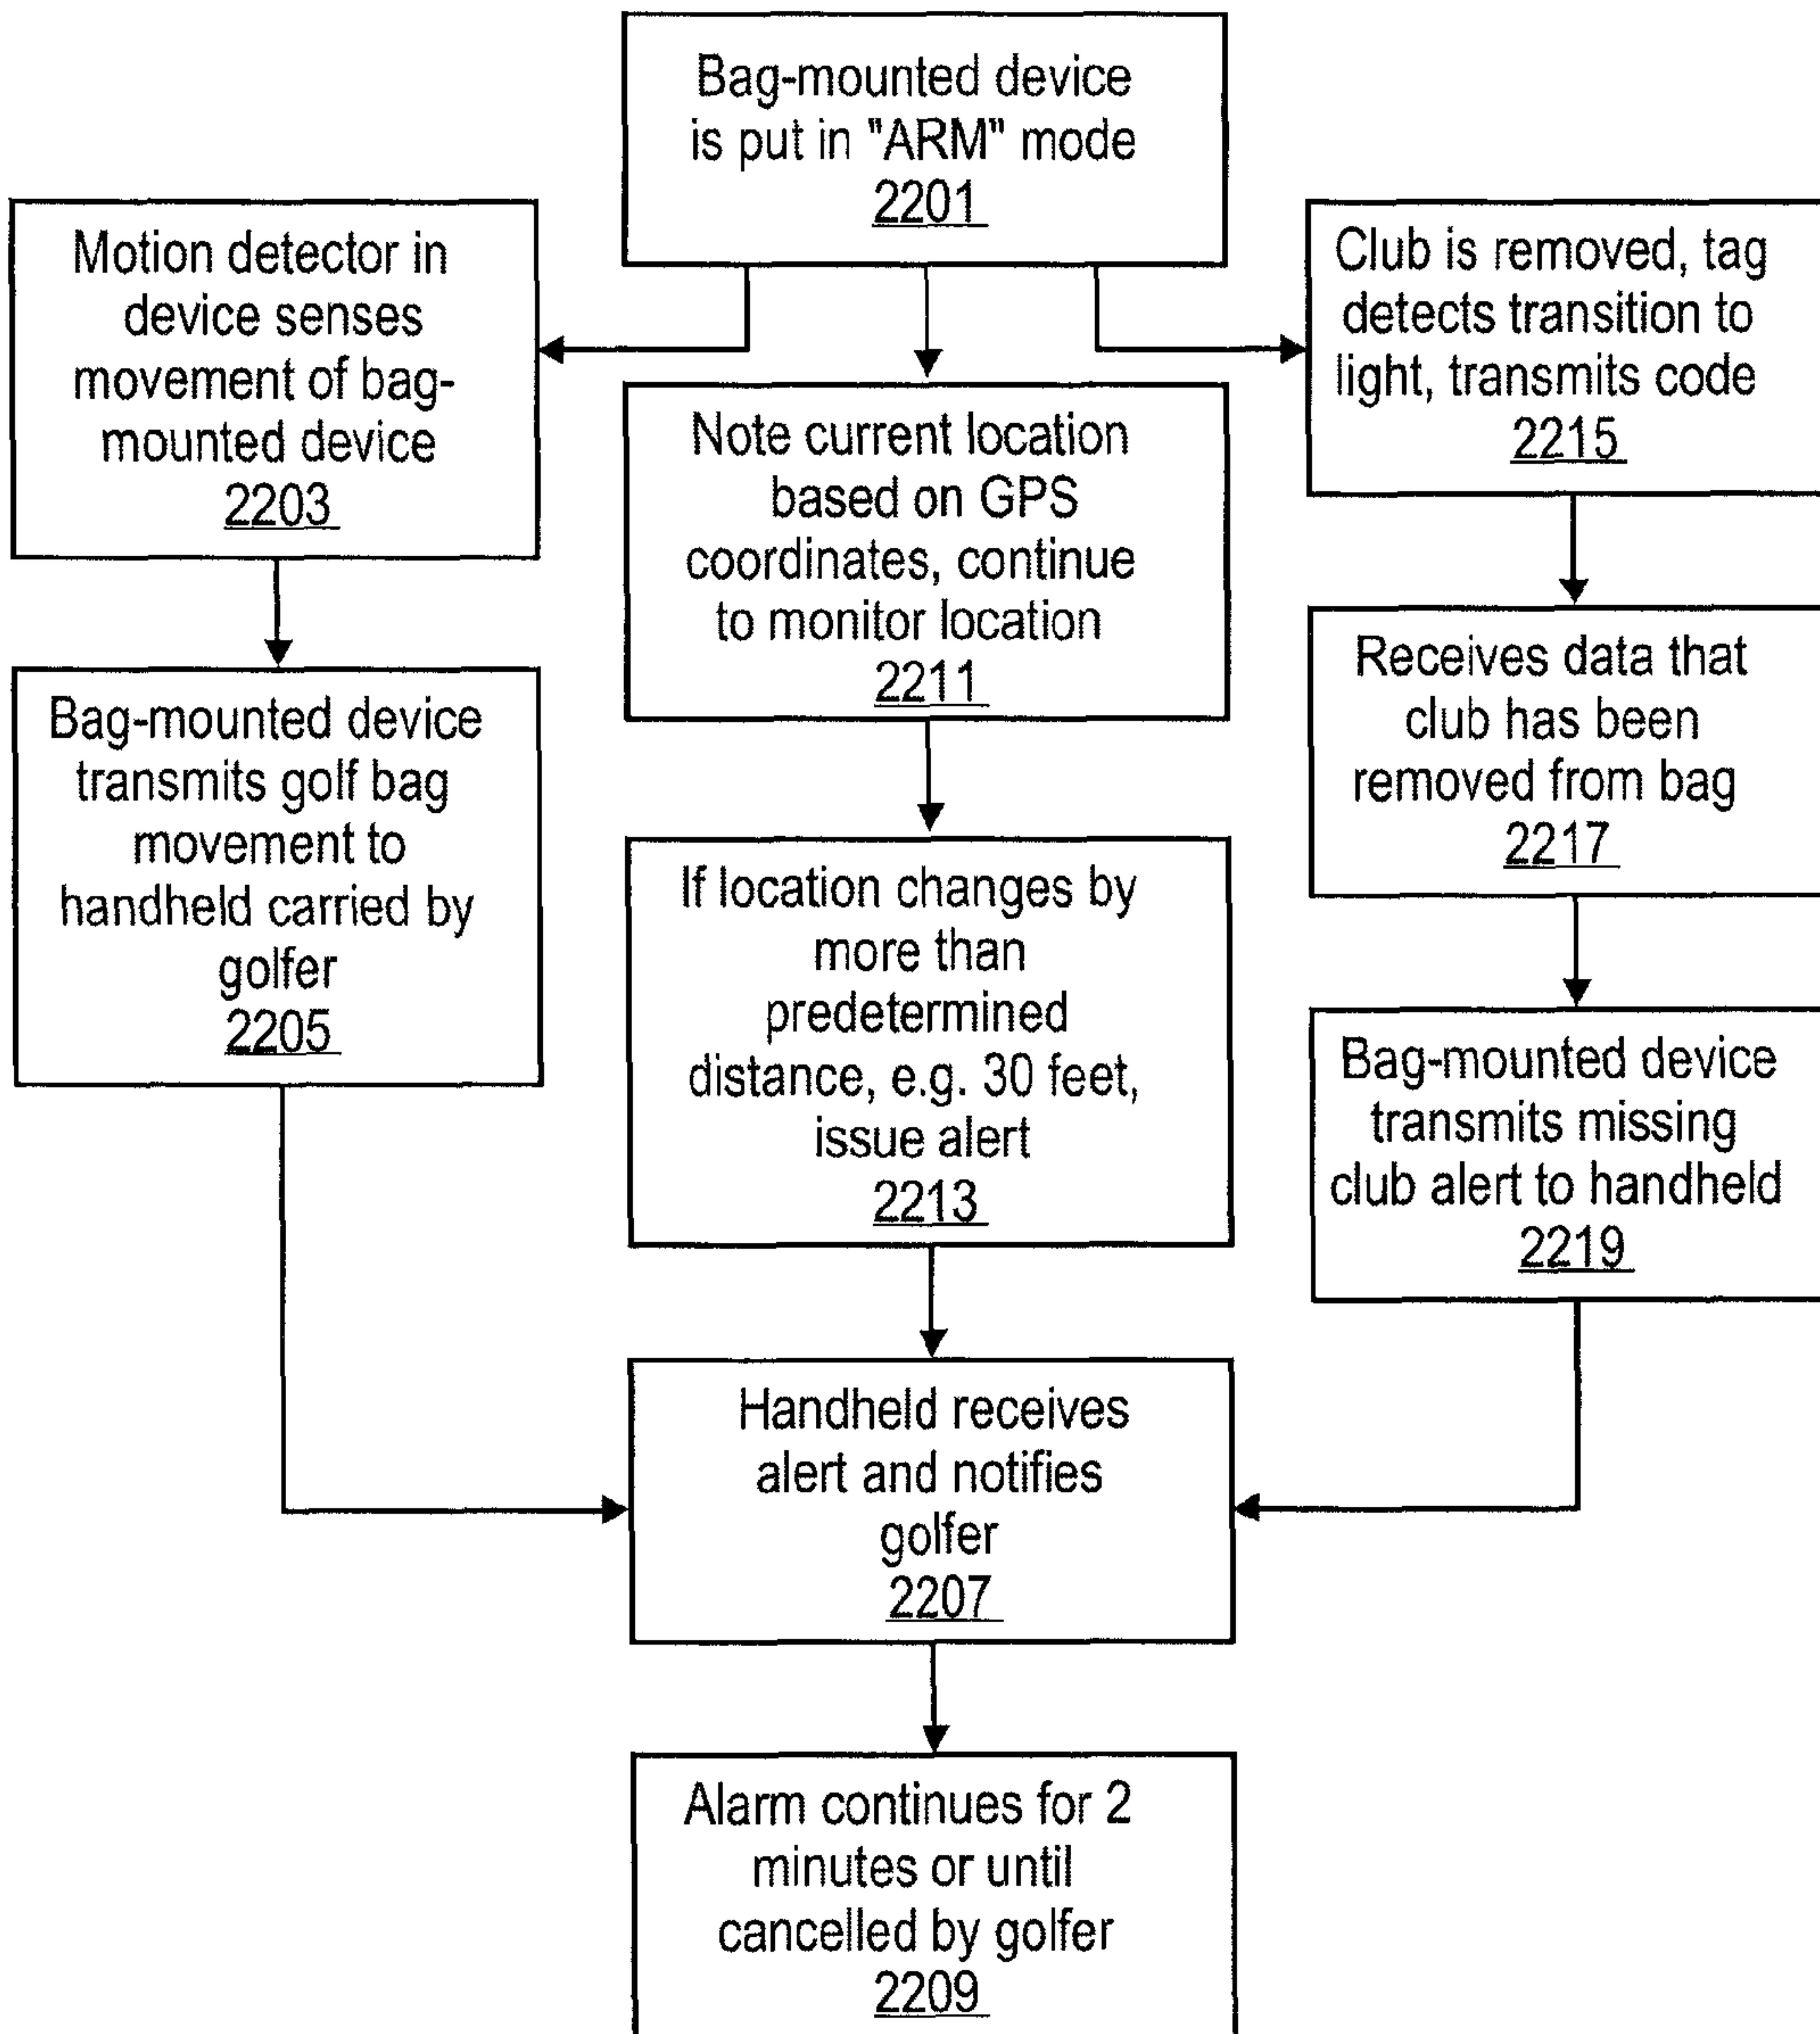 Bag-mounted device
is put in "ARM" mode
2201
Motion detector in
device senses
movement of bag-
mounted device
2203
Bag-mounted device
transmits golf bag
movement to
handheld carried by
golfer
2205
Note current location
based on GPS
coordinates, continue
to monitor location
2211
If location changes by
more than
predetermined
distance, e.g. 30 feet,
issue alert
2213
Club is removed, tag
detects transition to
light, transmits code
2215
Receives data that
club has been
removed from bag
2217
Bag-mounted device
transmits missing
club alert to handheld
2219
Handheld receives
alert and notifies
golfer
2207
Alarm continues for 2
minutes or until
cancelled by golfer
2209